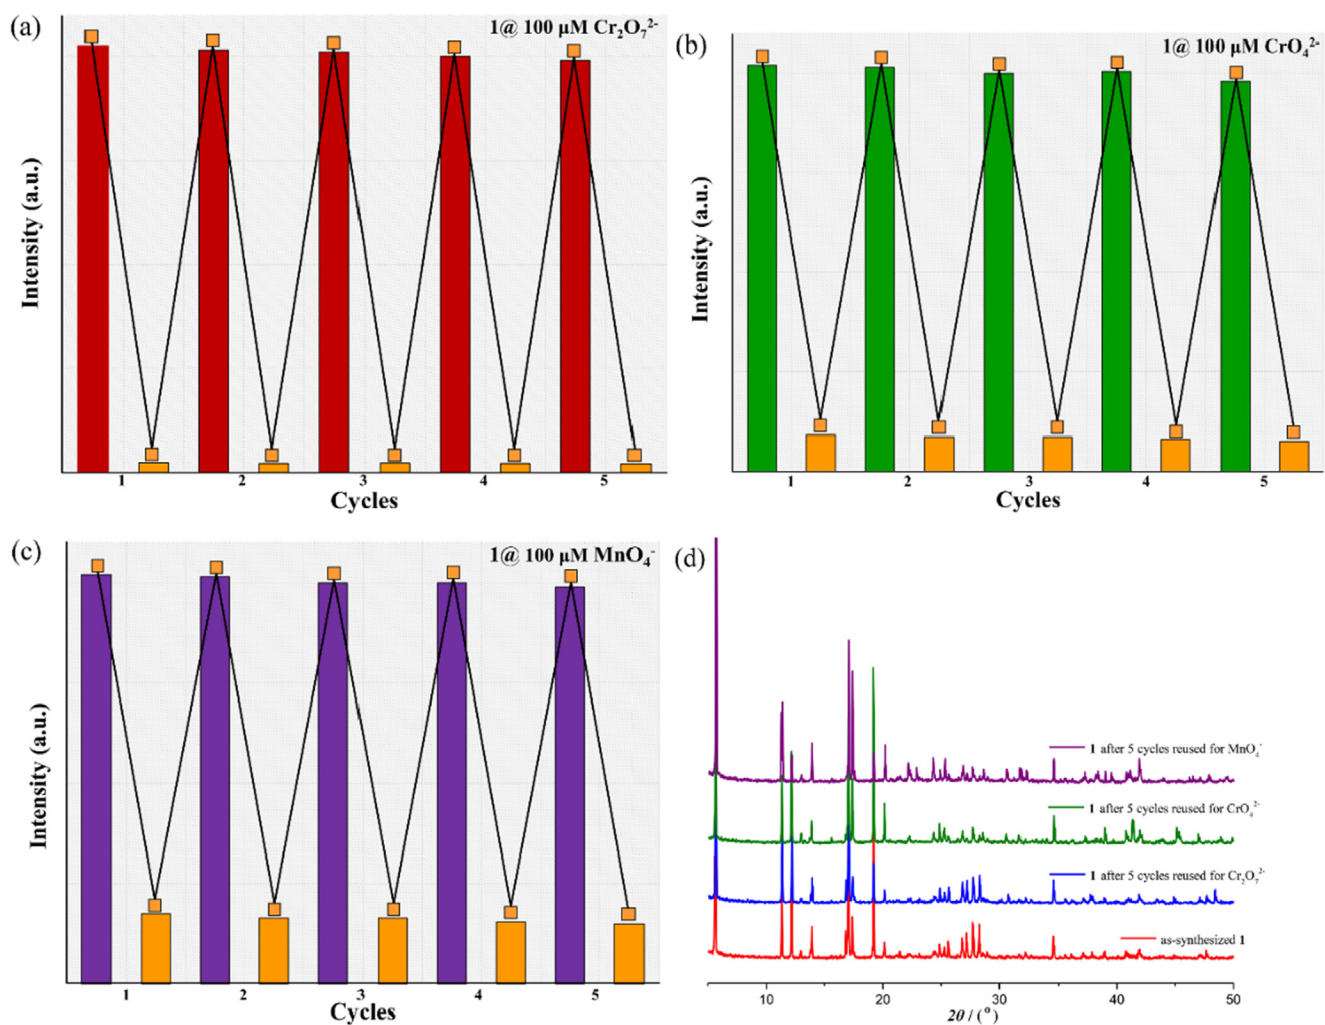 (a)
1@ 100 μM Cr₂O₇²⁻
Intensity (a.u.)
1 2 3 4 5
Cycles
(b)
1@ 100 μM CrO₄²⁻
Intensity (a.u.)
1 2 3 4 5
Cycles
(c)
1@ 100 μM MnO₄⁻
Intensity (a.u.)
1 2 3 4 5
Cycles
(d)
1 after 5 cycles reused for MnO₄⁻
1 after 5 cycles reused for CrO₄²⁻
1 after 5 cycles reused for Cr₂O₇²⁻
as-synthesized 1
10 20 30 40 50
2θ / (°)